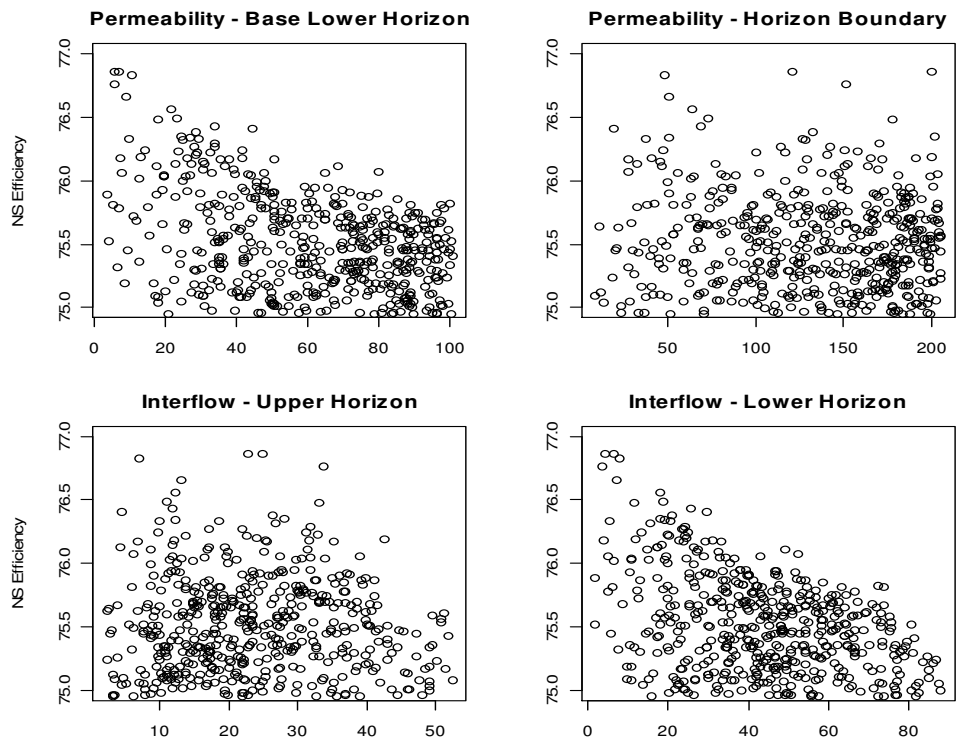 Permeability - Base Lower Horizon
Permeability - Horizon Boundary
NS Efficiency
77.0
76.5
76.0
75.5
75.0
0 20 40 60 80 100
77.0
76.5
76.0
75.5
75.0
50 100 150 200
Interflow - Upper Horizon
Interflow - Lower Horizon
NS Efficiency
77.0
76.5
76.0
75.5
75.0
10 20 30 40 50
77.0
76.5
76.0
75.5
75.0
0 20 40 60 80